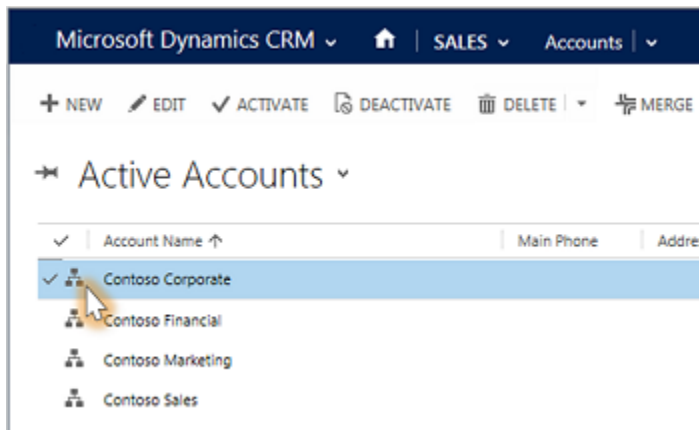 Microsoft Dynamics CRM SALES Accounts
NEW EDIT ACTIVATE DEACTIVATE DELETE MERGE
Active Accounts
Account Name Main Phone Addre
Contoso Corporate
Contoso Financial
Contoso Marketing
Contoso Sales